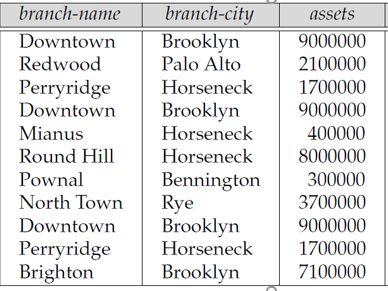 branch-name branch-city assets
Downtown Brooklyn 9000000
Redwood Palo Alto 2100000
Perryridge Horseneck 1700000
Downtown Brooklyn 9000000
Mianus Horseneck 400000
Round Hill Horseneck 8000000
Pownal Bennington 300000
North Town Rye 3700000
Downtown Brooklyn 9000000
Perryridge Horseneck 1700000
Brighton Brooklyn 7100000